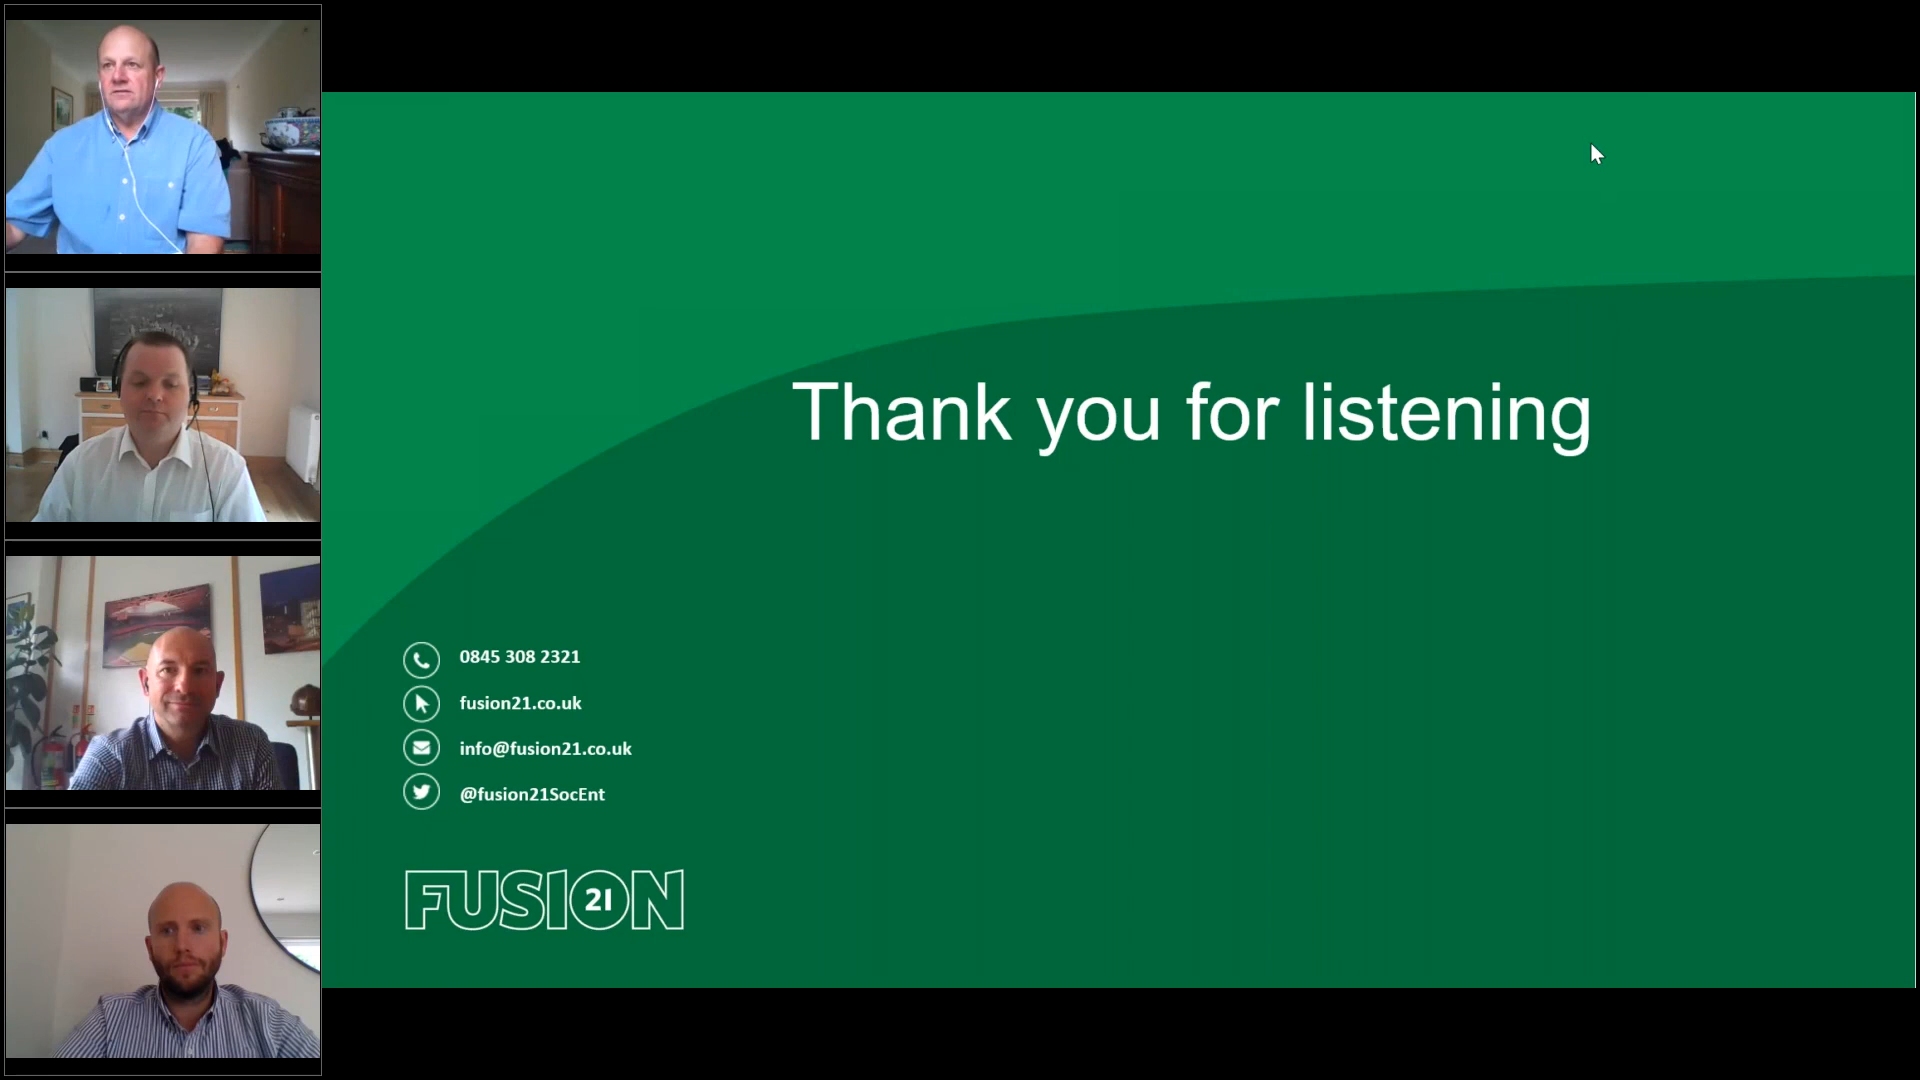 Thank you for listening
0845 308 2321
fusion21.co.uk
info@fusion21.co.uk
@fusion21SocEnt
FUSION 21